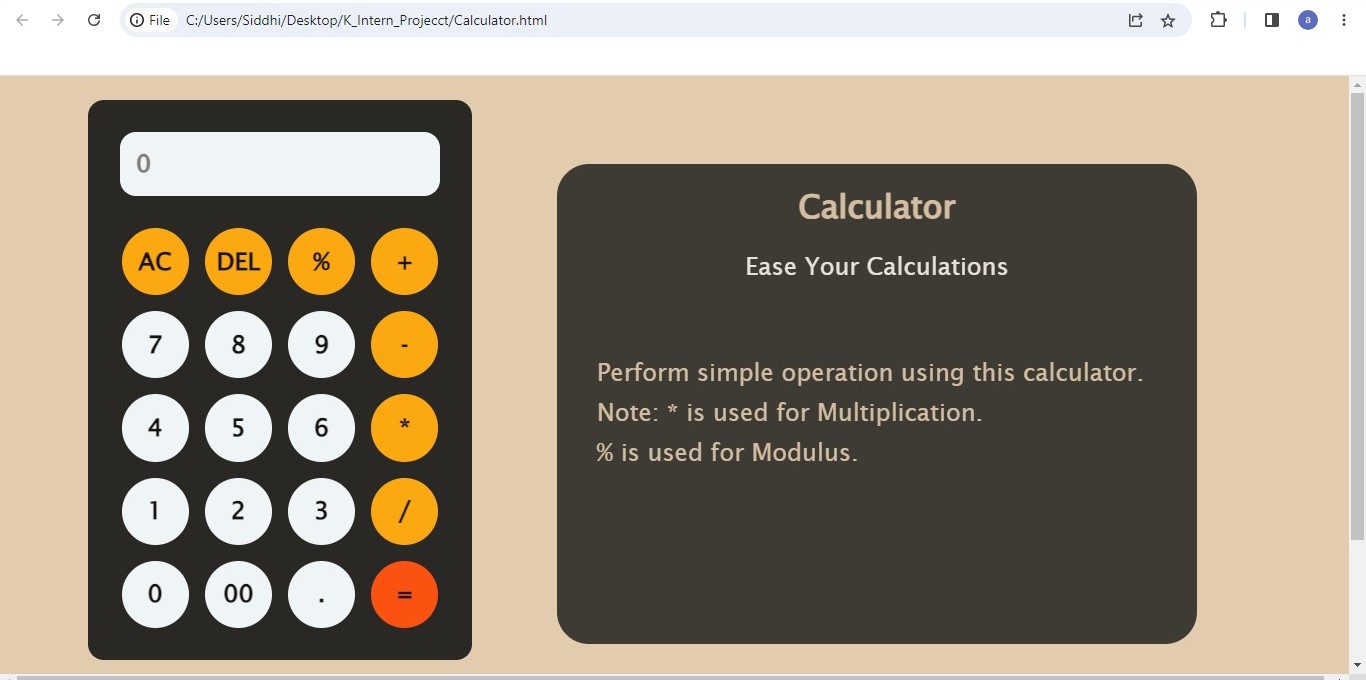 File C:/Users/Siddhi/Desktop/K_Intern_Projecct/Calculator.html a
0
AC DEL % +
7 8 9 -
4 5 6 *
1 2 3 /
0 00 . =
Calculator
Ease Your Calculations
Perform simple operation using this calculator.
Note: * is used for Multiplication.
% is used for Modulus.